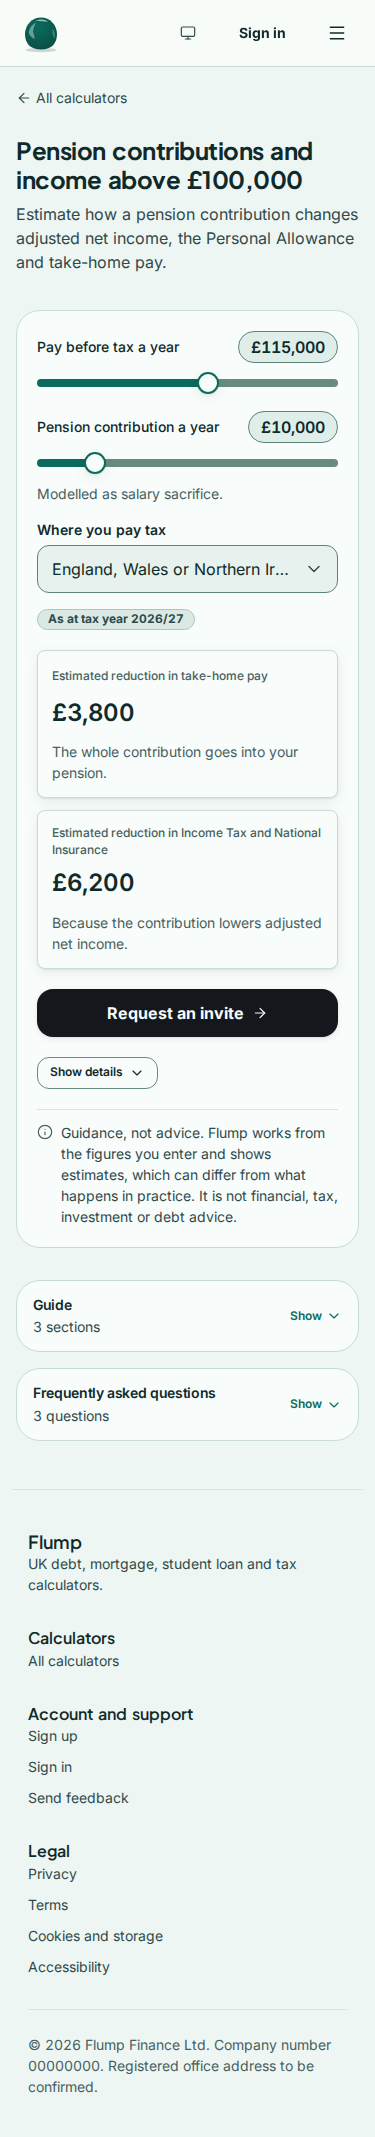 Sign in
All calculators
Pension contributions and
income above £100,000
Estimate how a pension contribution changes
adjusted net income, the Personal Allowance
and take-home pay.
Pay before tax a year
£115,000
Pension contribution a year
£10,000
Modelled as salary sacrifice.
Where you pay tax
England, Wales or Northern Ir...
As at tax year 2026/27
Estimated reduction in take-home pay
£3,800
The whole contribution goes into your
pension.
Estimated reduction in Income Tax and National
Insurance
£6,200
Because the contribution lowers adjusted
net income.
Request an invite
Show details
Guidance, not advice. Flump works from
the figures you enter and shows
estimates, which can differ from what
happens in practice. It is not financial, tax,
investment or debt advice.
Guide
3 sections
Show
Frequently asked questions
3 questions
Show
Flump
UK debt, mortgage, student loan and tax
calculators.
Calculators
All calculators
Account and support
Sign up
Sign in
Send feedback
Legal
Privacy
Terms
Cookies and storage
Accessibility
© 2026 Flump Finance Ltd. Company number
00000000. Registered office address to be
confirmed.